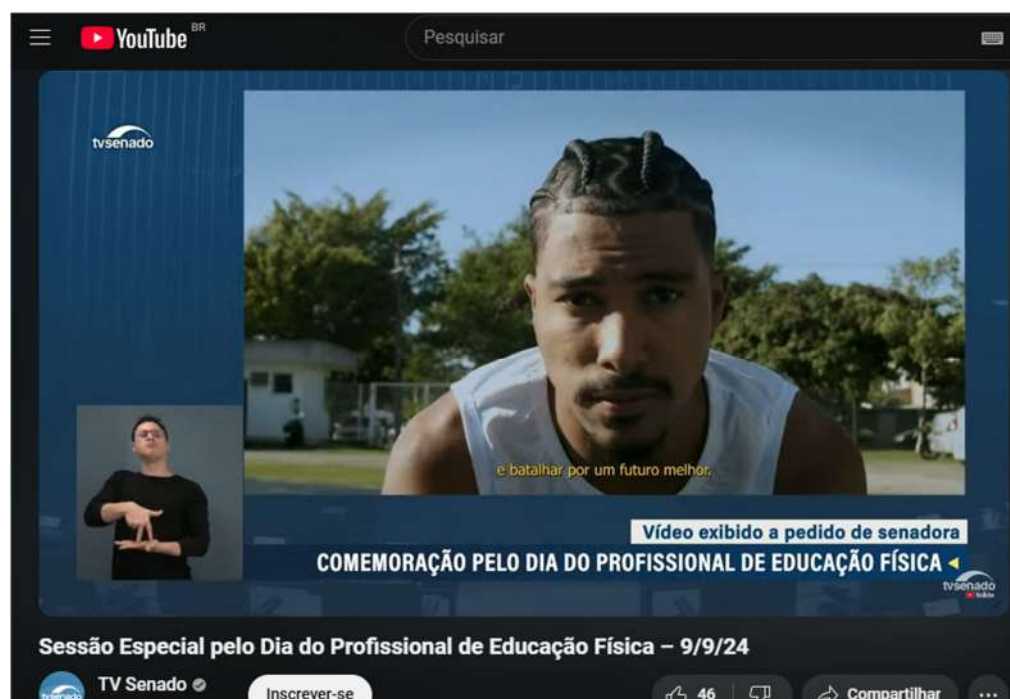 YouTube BR
Pesquisar
tvsenado
e batalhar por um futuro melhor.
Vídeo exibido a pedido de senadora
COMEMORAÇÃO PELO DIA DO PROFISSIONAL DE EDUCAÇÃO FÍSICA
tvsenado
Sessão Especial pelo Dia do Profissional de Educação Física – 9/9/24
tvsenado
TV Senado
Inscrever-se
46
Compartilhar